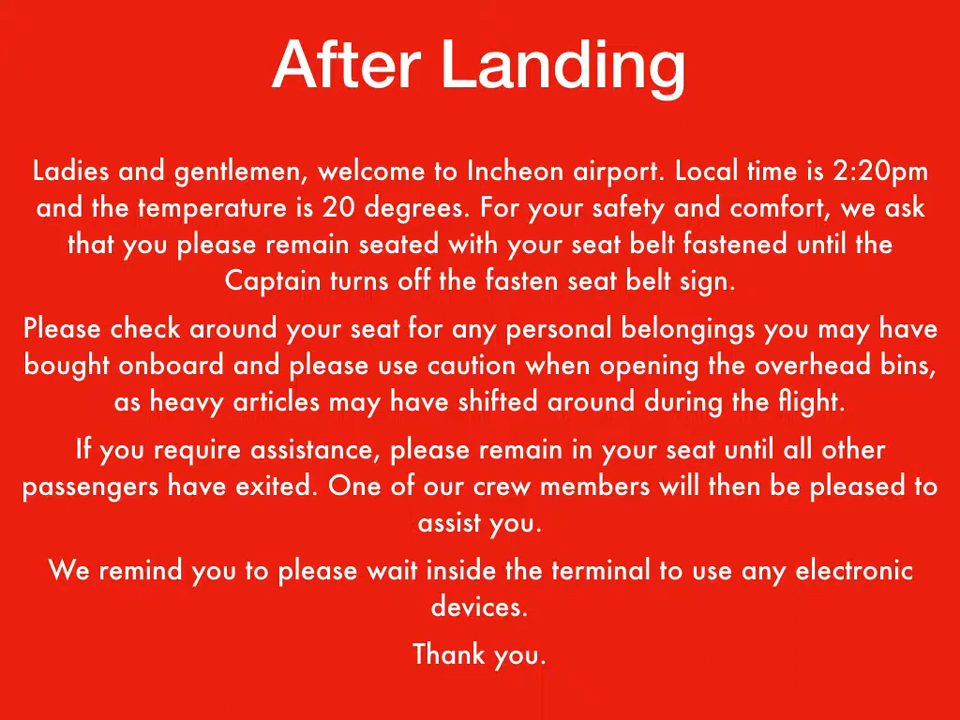 After Landing
Ladies and gentlemen, welcome to Incheon airport. Local time is 2:20pm
and the temperature is 20 degrees. For your safety and comfort, we ask
that you please remain seated with your seat belt fastened until the
Captain turns off the fasten seat belt sign.
Please check around your seat for any personal belongings you may have
bought onboard and please use caution when opening the overhead bins,
as heavy articles may have shifted around during the flight.
If you require assistance, please remain in your seat until all other
passengers have exited. One of our crew members will then be pleased to
assist you.
We remind you to please wait inside the terminal to use any electronic
devices.
Thank you.